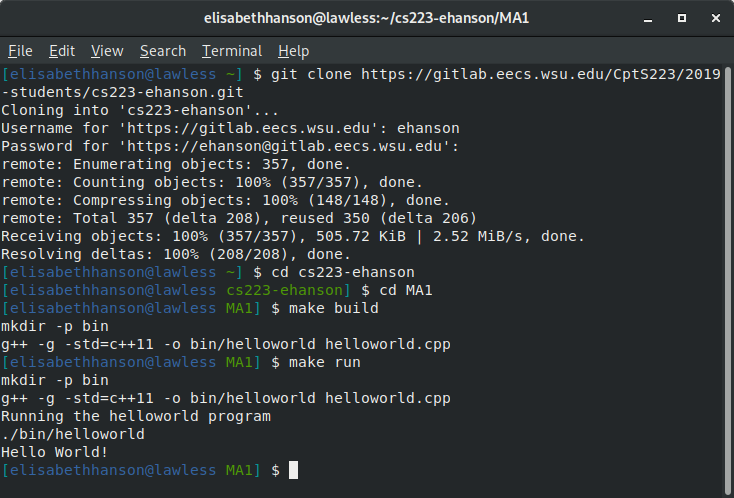 elisabethhanson@lawless:~/cs223-ehanson/MA1
File Edit View Search Terminal Help
[elisabethhanson@lawless ~] $ git clone https://gitlab.eecs.wsu.edu/CptS223/2019
-students/cs223-ehanson.git
Cloning into 'cs223-ehanson'...
Username for 'https://gitlab.eecs.wsu.edu': ehanson
Password for 'https://ehanson@gitlab.eecs.wsu.edu':
remote: Enumerating objects: 357, done.
remote: Counting objects: 100% (357/357), done.
remote: Compressing objects: 100% (148/148), done.
remote: Total 357 (delta 208), reused 350 (delta 206)
Receiving objects: 100% (357/357), 505.72 KiB | 2.52 MiB/s, done.
Resolving deltas: 100% (208/208), done.
[elisabethhanson@lawless ~] $ cd cs223-ehanson
[elisabethhanson@lawless cs223-ehanson] $ cd MA1
[elisabethhanson@lawless MA1] $ make build
mkdir -p bin
g++ -g -std=c++11 -o bin/helloworld helloworld.cpp
[elisabethhanson@lawless MA1] $ make run
mkdir -p bin
g++ -g -std=c++11 -o bin/helloworld helloworld.cpp
Running the helloworld program
./bin/helloworld
Hello World!
[elisabethhanson@lawless MA1] $